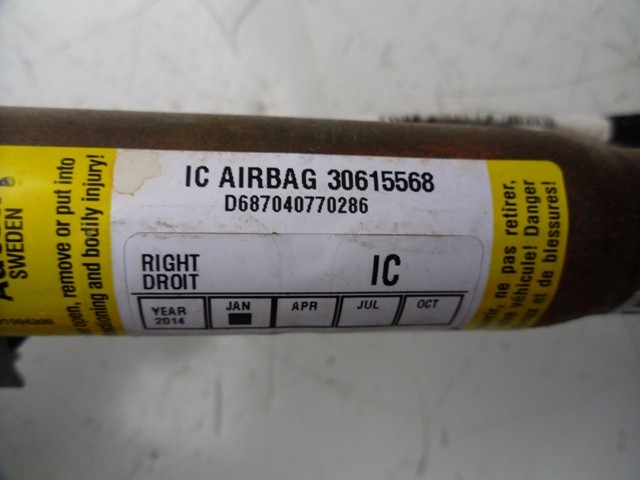 SWEDEN
open, remove or put into
tioning and bodily injury!
IC AIRBAG 30615568
D687040770286
RIGHT
DROIT
IC
YEAR
2014
JAN
APR
JUL
OCT
ne pas retirer,
véhicule! Danger
et de blessures!